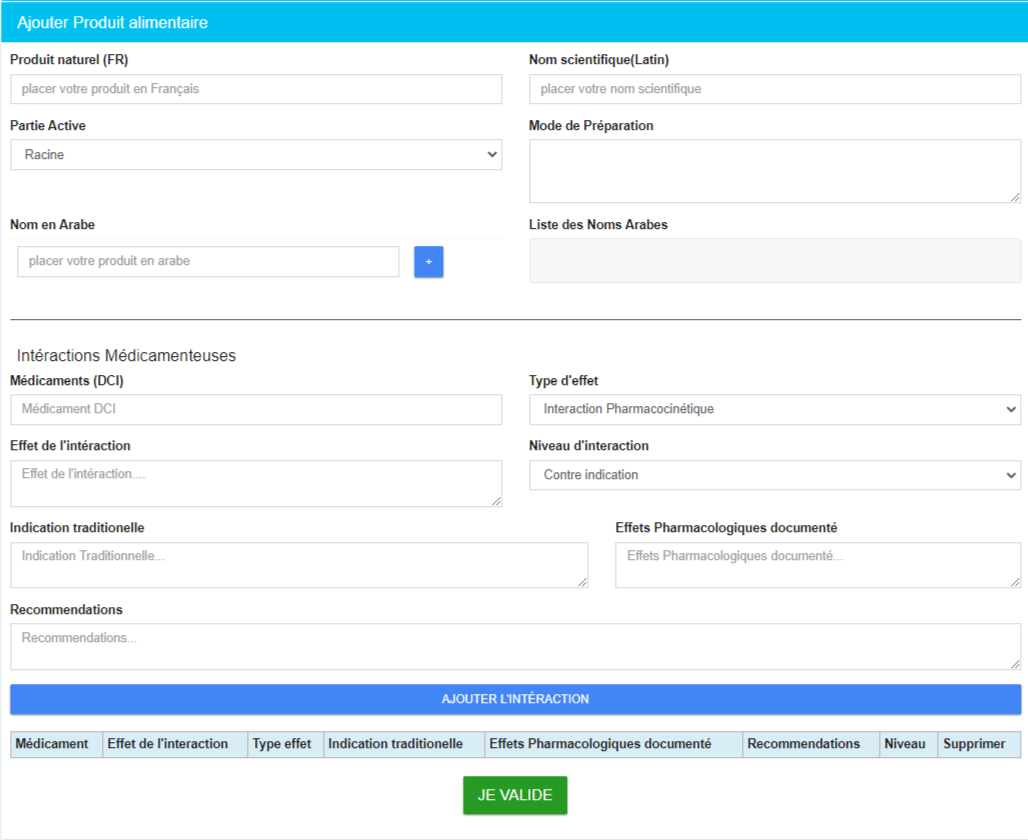 Ajouter Produit alimentaire
Produit naturel (FR)
Nom scientifique(Latin)
placer votre produit en Français
placer votre nom scientifique
Partie Active
Mode de Préparation
Racine
Nom en Arabe
Liste des Noms Arabes
placer votre produit en arabe
+
Intéractions Médicamenteuses
Médicaments (DCI)
Type d'effet
Médicament DCI
Interaction Pharmacocinétique
Effet de l'intéraction
Niveau d'interaction
Effet de l'intéraction....
Contre indication
Indication traditionelle
Effets Pharmacologiques documenté
Indication Traditionnelle...
Effets Pharmacologiques documenté...
Recommendations
Recommendations...
AJOUTER L'INTÉRACTION
Médicament Effet de l'interaction Type effet Indication traditionelle Effets Pharmacologiques documenté Recommendations Niveau Supprimer
JE VALIDE